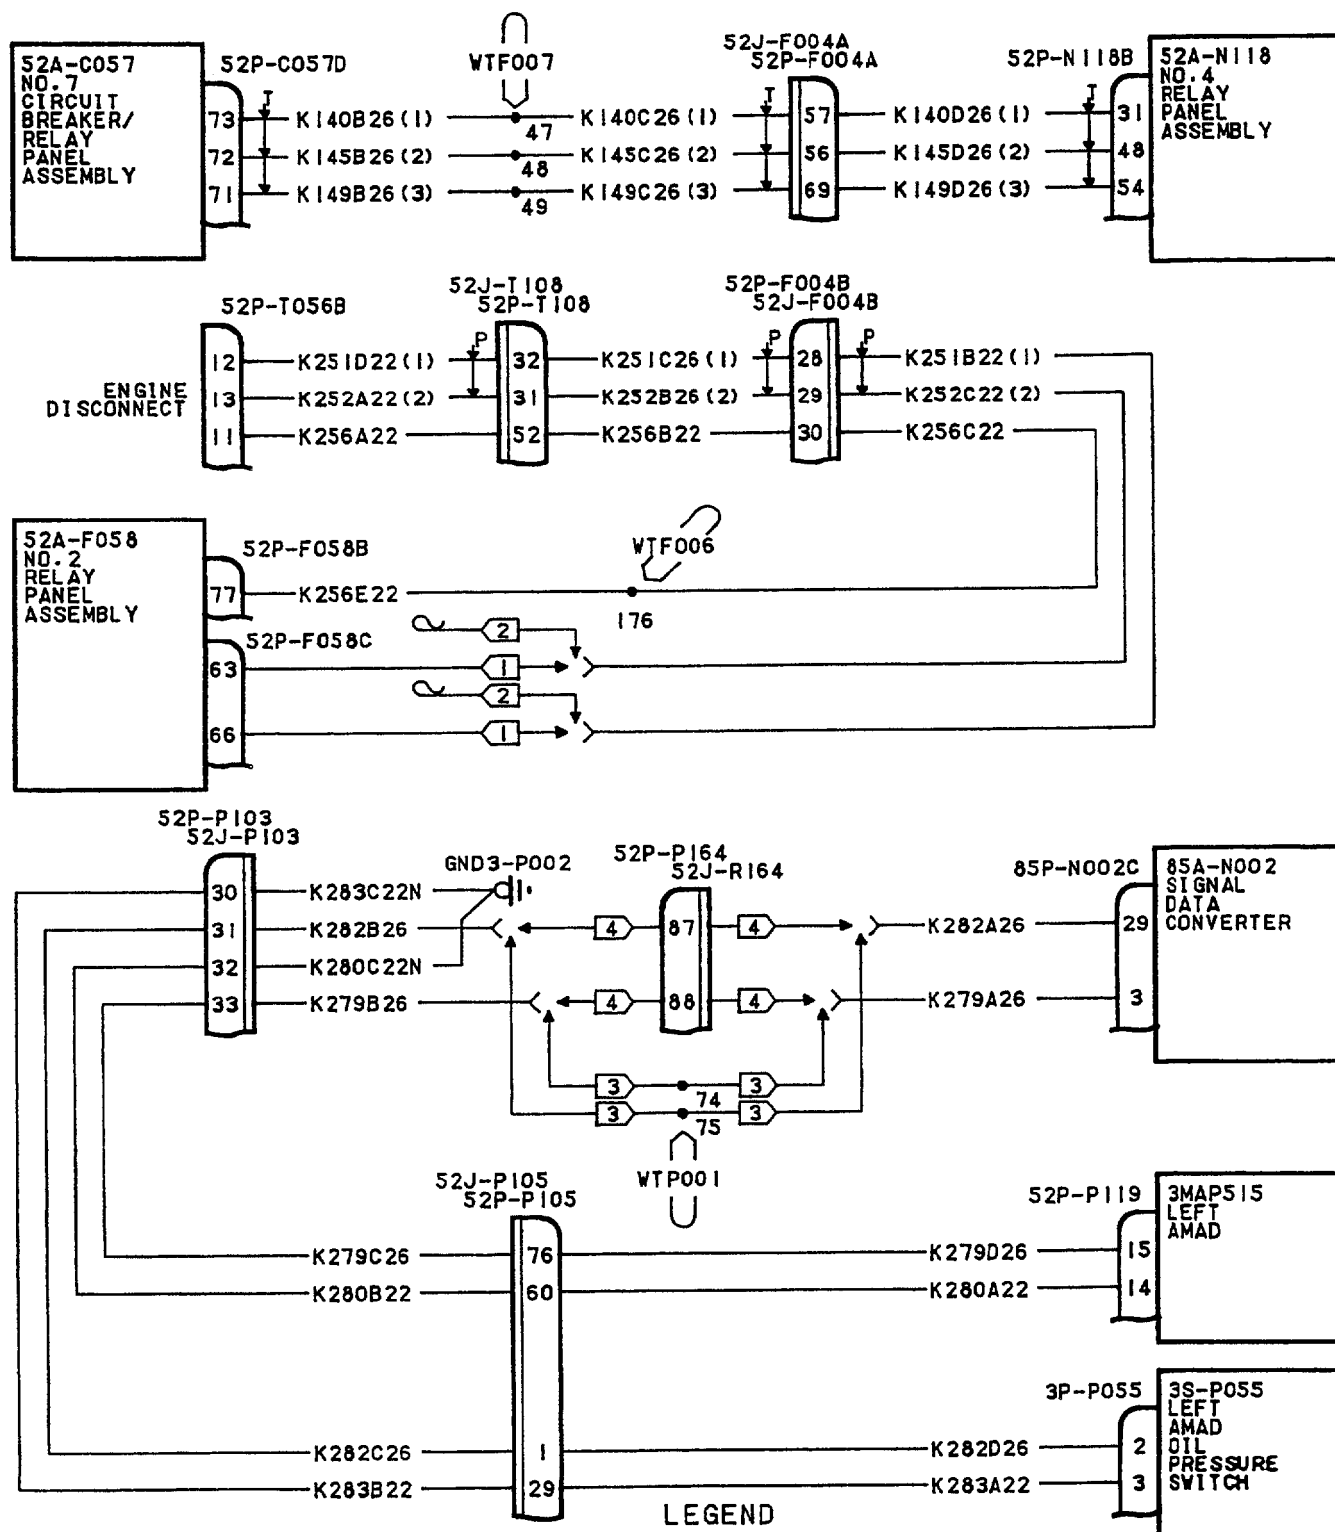 52A-C057
NO.7
CIRCUIT
BREAKER/
RELAY
PANEL
ASSEMBLY
52P-C057D
WTF007
52J-F004A
52P-F004A
52P-N118B
52A-N118
NO.4
RELAY
PANEL
ASSEMBLY
T T T
73 K140B26(1) 47 K140C26(1) 57 K140D26(1) 31
72 K145B26(2) 48 K145C26(2) 56 K145D26(2) 48
71 K149B26(3) 49 K149C26(3) 69 K149D26(3) 54
52P-T056B
52J-T108
52P-T108
52P-F004B
52J-F004B
ENGINE
DISCONNECT
P P P
12 K251D22(1) 32 K251C26(1) 28 K251B22(1)
13 K252A22(2) 31 K252B26(2) 29 K252C22(2)
11 K256A22 52 K256B22 30 K256C22
52A-F058
NO.2
RELAY
PANEL
ASSEMBLY
52P-F058B
WTF006
77 K256E22 176
52P-F058C
2
63 1
2
66 1
52P-P103
52J-P103
GND3-P002
52P-P164
52J-R164
85P-N002C
85A-N002
SIGNAL
DATA
CONVERTER
30 K283C22N
31 K282B26 4 87 4 K282A26 29
32 K280C22N
33 K279B26 4 88 4 K279A26 3
3 74 3
3 75 3
WTP001
52J-P105
52P-P105
52P-P119
3MAP515
LEFT
AMAD
K279C26 76 K279D26 15
K280B22 60 K280A22 14
3P-P055
3S-P055
LEFT
AMAD
OIL
PRESSURE
SWITCH
K282C26 1 K282D26 2
K283B22 29 K283A22 3
LEGEND